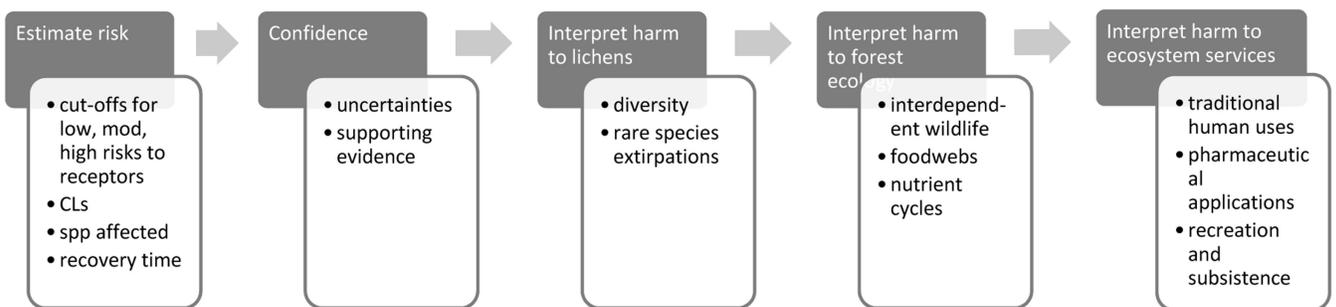 Estimate risk
• cut-offs for
low, mod,
high risks to
receptors
• CLs
• spp affected
• recovery time
Confidence
• uncertainties
• supporting
evidence
Interpret harm
to lichens
• diversity
• rare species
extirpations
Interpret harm
to forest
ecology
• interdepend-
ent wildlife
• foodwebs
• nutrient
cycles
Interpret harm to
ecosystem services
• traditional
human uses
• pharmaceutic
al
applications
• recreation
and
subsistence